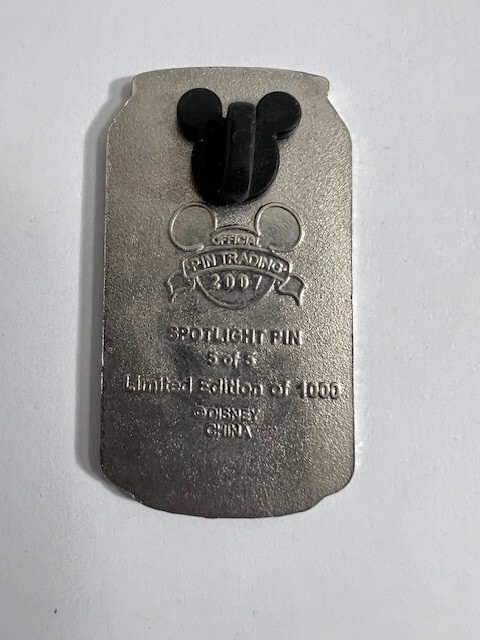 OFFICIAL
PIN TRADING
2007
SPOTLIGHT PIN
5 of 5
Limited Edition of 1000
©DISNEY
CHINA